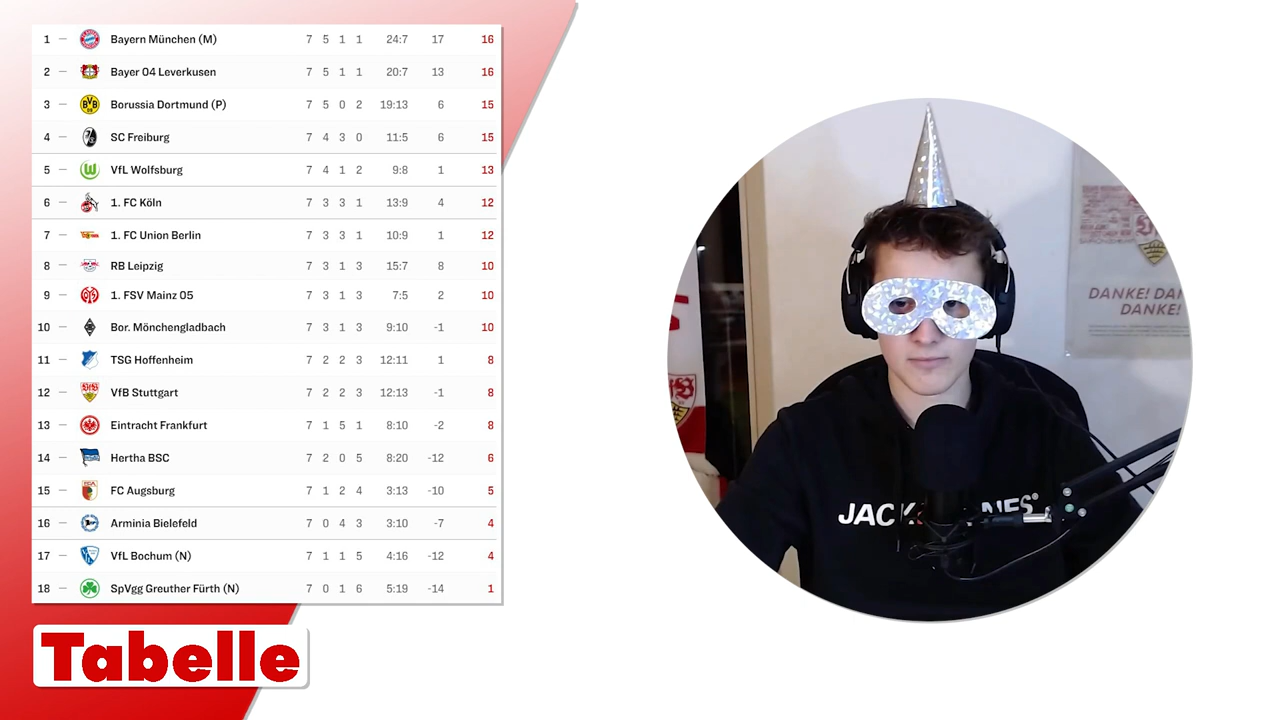 1 — Bayern München (M) 7 5 1 1 24:7 17 16
2 — Bayer 04 Leverkusen 7 5 1 1 20:7 13 16
3 — Borussia Dortmund (P) 7 5 0 2 19:13 6 15
4 — SC Freiburg 7 4 3 0 11:5 6 15
5 — VfL Wolfsburg 7 4 1 2 9:8 1 13
6 — 1. FC Köln 7 3 3 1 13:9 4 12
7 — 1. FC Union Berlin 7 3 3 1 10:9 1 12
8 — RB Leipzig 7 3 1 3 15:7 8 10
9 — 1. FSV Mainz 05 7 3 1 3 7:5 2 10
10 — Bor. Mönchengladbach 7 3 1 3 9:10 -1 10
11 — TSG Hoffenheim 7 2 2 3 12:11 1 8
12 — VfB Stuttgart 7 2 2 3 12:13 -1 8
13 — Eintracht Frankfurt 7 1 5 1 8:10 -2 8
14 — Hertha BSC 7 2 0 5 8:20 -12 6
15 — FC Augsburg 7 1 2 4 3:13 -10 5
16 — Arminia Bielefeld 7 0 4 3 3:10 -7 4
17 — VfL Bochum (N) 7 1 1 5 4:16 -12 4
18 — SpVgg Greuther Fürth (N) 7 0 1 6 5:19 -14 1
Tabelle
DANKE! DAN
DANKE!
JACK NES®